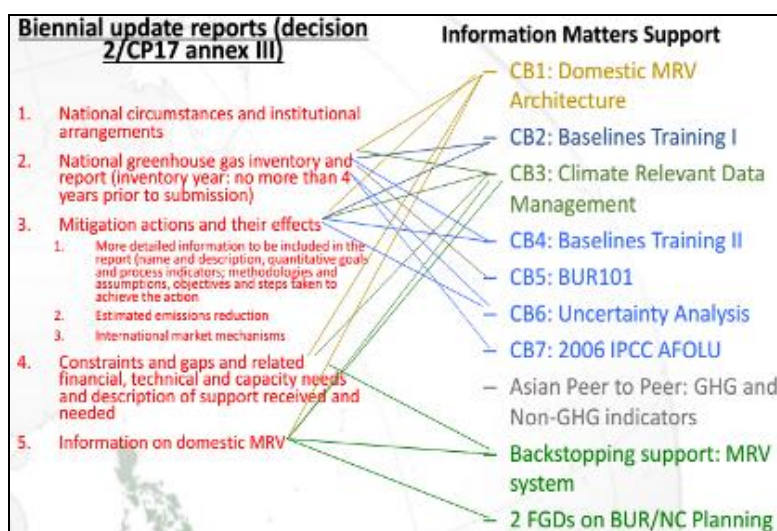 Biennial update reports (decision
2/CP17 annex III)
1. National circumstances and institutional
arrangements
2. National greenhouse gas inventory and
report (inventory year: no more than 4
years prior to submission)
3. Mitigation actions and their effects
1. More detailed information to be included in the
report (name and description, quantitative goals
and process indicators; methodologies and
assumptions, objectives and steps taken to
achieve the action
2. Estimated emissions reduction
3. International market mechanisms
4. Constraints and gaps and related
financial, technical and capacity needs
and description of support received and
needed
5. Information on domestic MRV
Information Matters Support
– CB1: Domestic MRV
Architecture
– CB2: Baselines Training I
– CB3: Climate Relevant Data
Management
– CB4: Baselines Training II
– CB5: BUR101
– CB6: Uncertainty Analysis
– CB7: 2006 IPCC AFOLU
– Asian Peer to Peer: GHG and
Non-GHG indicators
– Backstopping support: MRV
system
– 2 FGDs on BUR/NC Planning